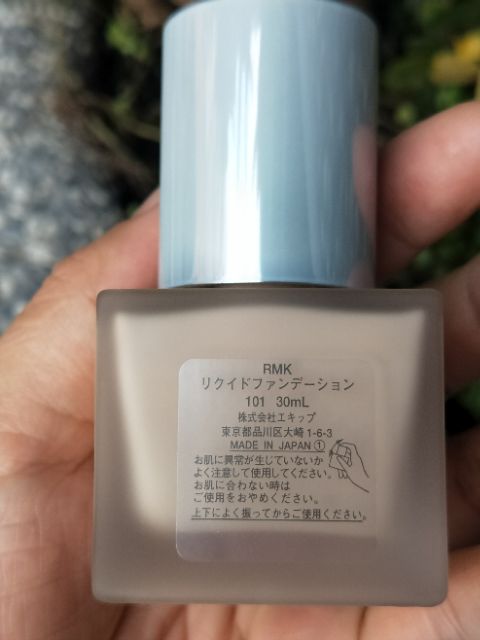 RMK
リクイドファンデーション
101 30mL
株式会社エキップ
東京都品川区大崎1-6-3
MADE IN JAPAN ①
お肌に異常が生じていないか
よく注意して使用してください。
お肌に合わない時は
ご使用をおやめください。
上下によく振ってからご使用ください。